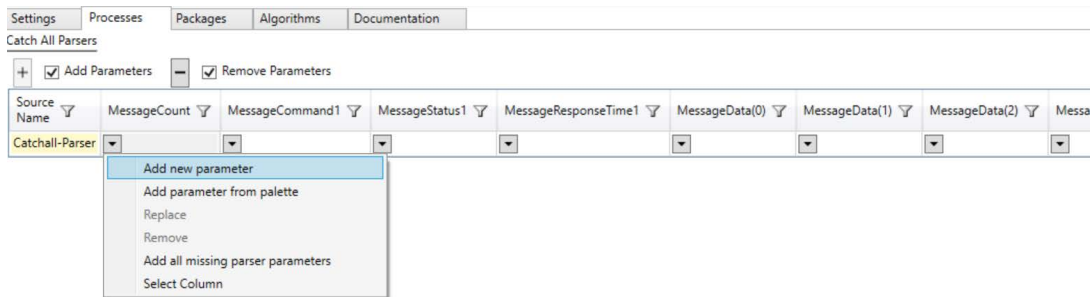 Settings Processes Packages Algorithms Documentation
Catch All Parsers
+ Add Parameters − Remove Parameters
Source Name MessageCount MessageCommand1 MessageStatus1 MessageResponseTime1 MessageData(0) MessageData(1) MessageData(2) Messa
Catchall-Parser
Add new parameter
Add parameter from palette
Replace
Remove
Add all missing parser parameters
Select Column